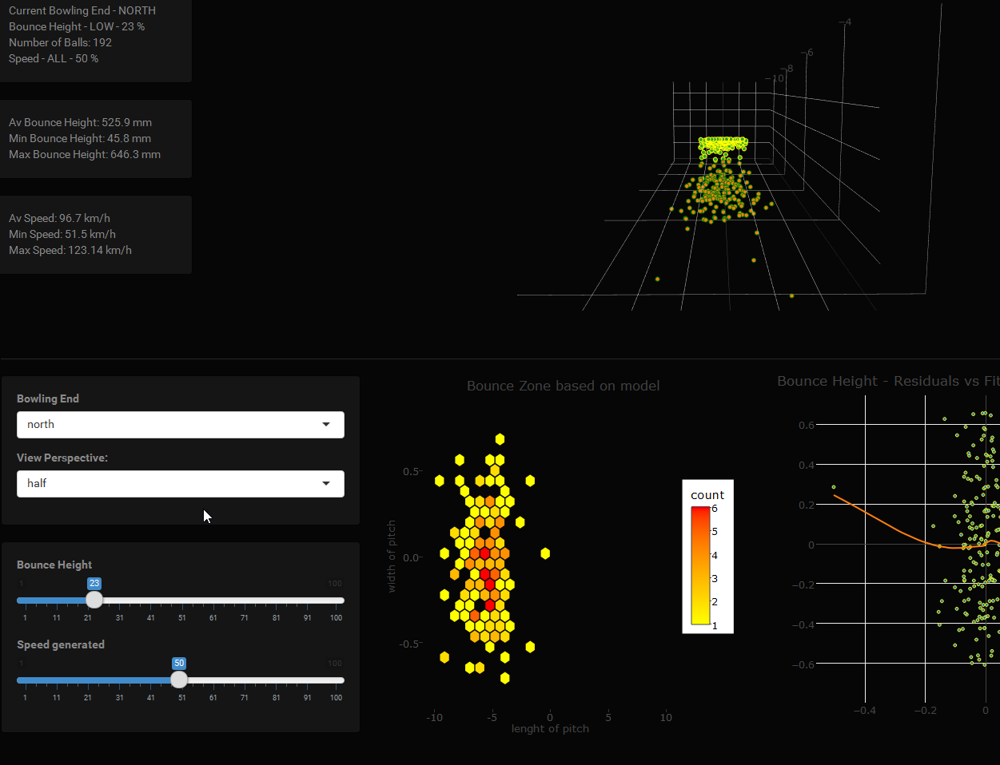 Current Bowling End - NORTH
Bounce Height - LOW - 23 %
Number of Balls: 192
Speed - ALL - 50 %
Av Bounce Height: 525.9 mm
Min Bounce Height: 45.8 mm
Max Bounce Height: 646.3 mm
Av Speed: 96.7 km/h
Min Speed: 51.5 km/h
Max Speed: 123.14 km/h
−4
−6
−8
−10
Bowling End
north
View Perspective:
half
Bounce Height
1 23 100
1 11 21 31 41 51 61 71 81 91 100
Speed generated
1 50 100
1 11 21 31 41 51 61 71 81 91 100
Bounce Zone based on model
width of pitch
0.5
0.0
-0.5
-10 -5 0 5 10
lenght of pitch
count
6
5
4
3
2
1
Bounce Height - Residuals vs Fit
0.6
0.4
0.2
0
−0.2
−0.4
−0.6
−0.4 −0.2 0